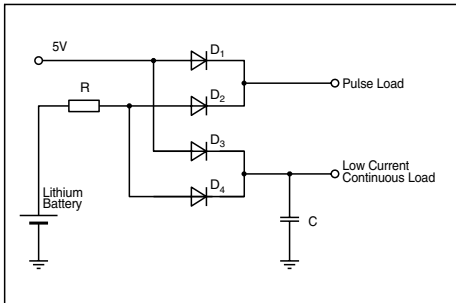 5V
D1
R
D2
Pulse Load
D3
Low Current
Continuous Load
Lithium
Battery
D4
C